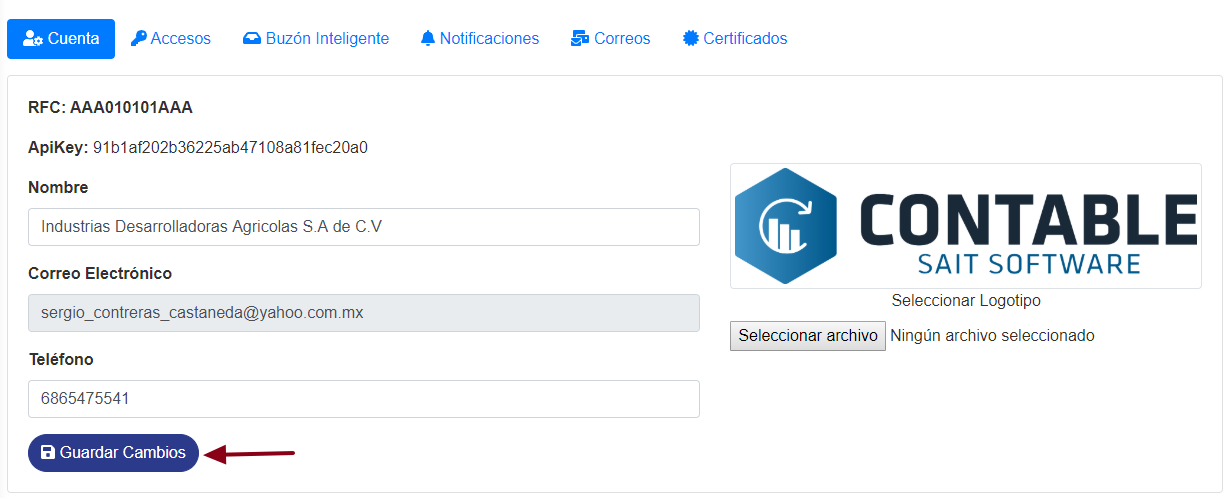 Cuenta
Accesos
Buzón Inteligente
Notificaciones
Correos
Certificados
RFC: AAA010101AAA
ApiKey: 91b1af202b36225ab47108a81fec20a0
Nombre
Industrias Desarrolladoras Agricolas S.A de C.V
Correo Electrónico
sergio_contreras_castaneda@yahoo.com.mx
Teléfono
6865475541
Guardar Cambios
CONTABLE
SAIT SOFTWARE
Seleccionar Logotipo
Seleccionar archivo Ningún archivo seleccionado